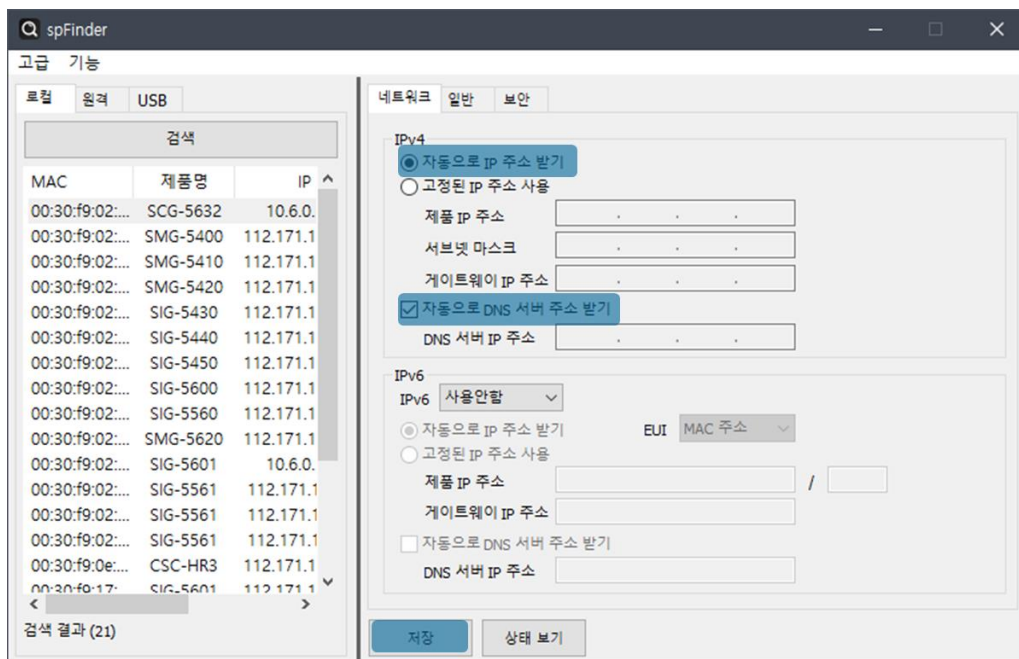 spFinder
고급 기능
로컬 원격 USB
검색
MAC 제품명 IP
00:30:f9:02:... SCG-5632 10.6.0.
00:30:f9:02:... SMG-5400 112.171.1
00:30:f9:02:... SMG-5410 112.171.1
00:30:f9:02:... SMG-5420 112.171.1
00:30:f9:02:... SIG-5430 112.171.1
00:30:f9:02:... SIG-5440 112.171.1
00:30:f9:02:... SIG-5450 112.171.1
00:30:f9:02:... SIG-5600 112.171.1
00:30:f9:02:... SIG-5560 112.171.1
00:30:f9:02:... SMG-5620 112.171.1
00:30:f9:02:... SIG-5601 10.6.0.
00:30:f9:02:... SIG-5561 112.171.1
00:30:f9:02:... SIG-5561 112.171.1
00:30:f9:02:... SIG-5561 112.171.1
00:30:f9:0e:... CSC-HR3 112.171.1
00:30:f9:17: SIG-5601 112.171.1
검색 결과 (21)
네트워크 일반 보안
IPv4
자동으로 IP 주소 받기
고정된 IP 주소 사용
제품 IP 주소 . . .
서브넷 마스크 . . .
게이트웨이 IP 주소 . . .
자동으로 DNS 서버 주소 받기
DNS 서버 IP 주소 . . .
IPv6
IPv6 사용안함
자동으로 IP 주소 받기 EUI MAC 주소
고정된 IP 주소 사용
제품 IP 주소 /
게이트웨이 IP 주소
자동으로 DNS 서버 주소 받기
DNS 서버 IP 주소
저장 상태 보기